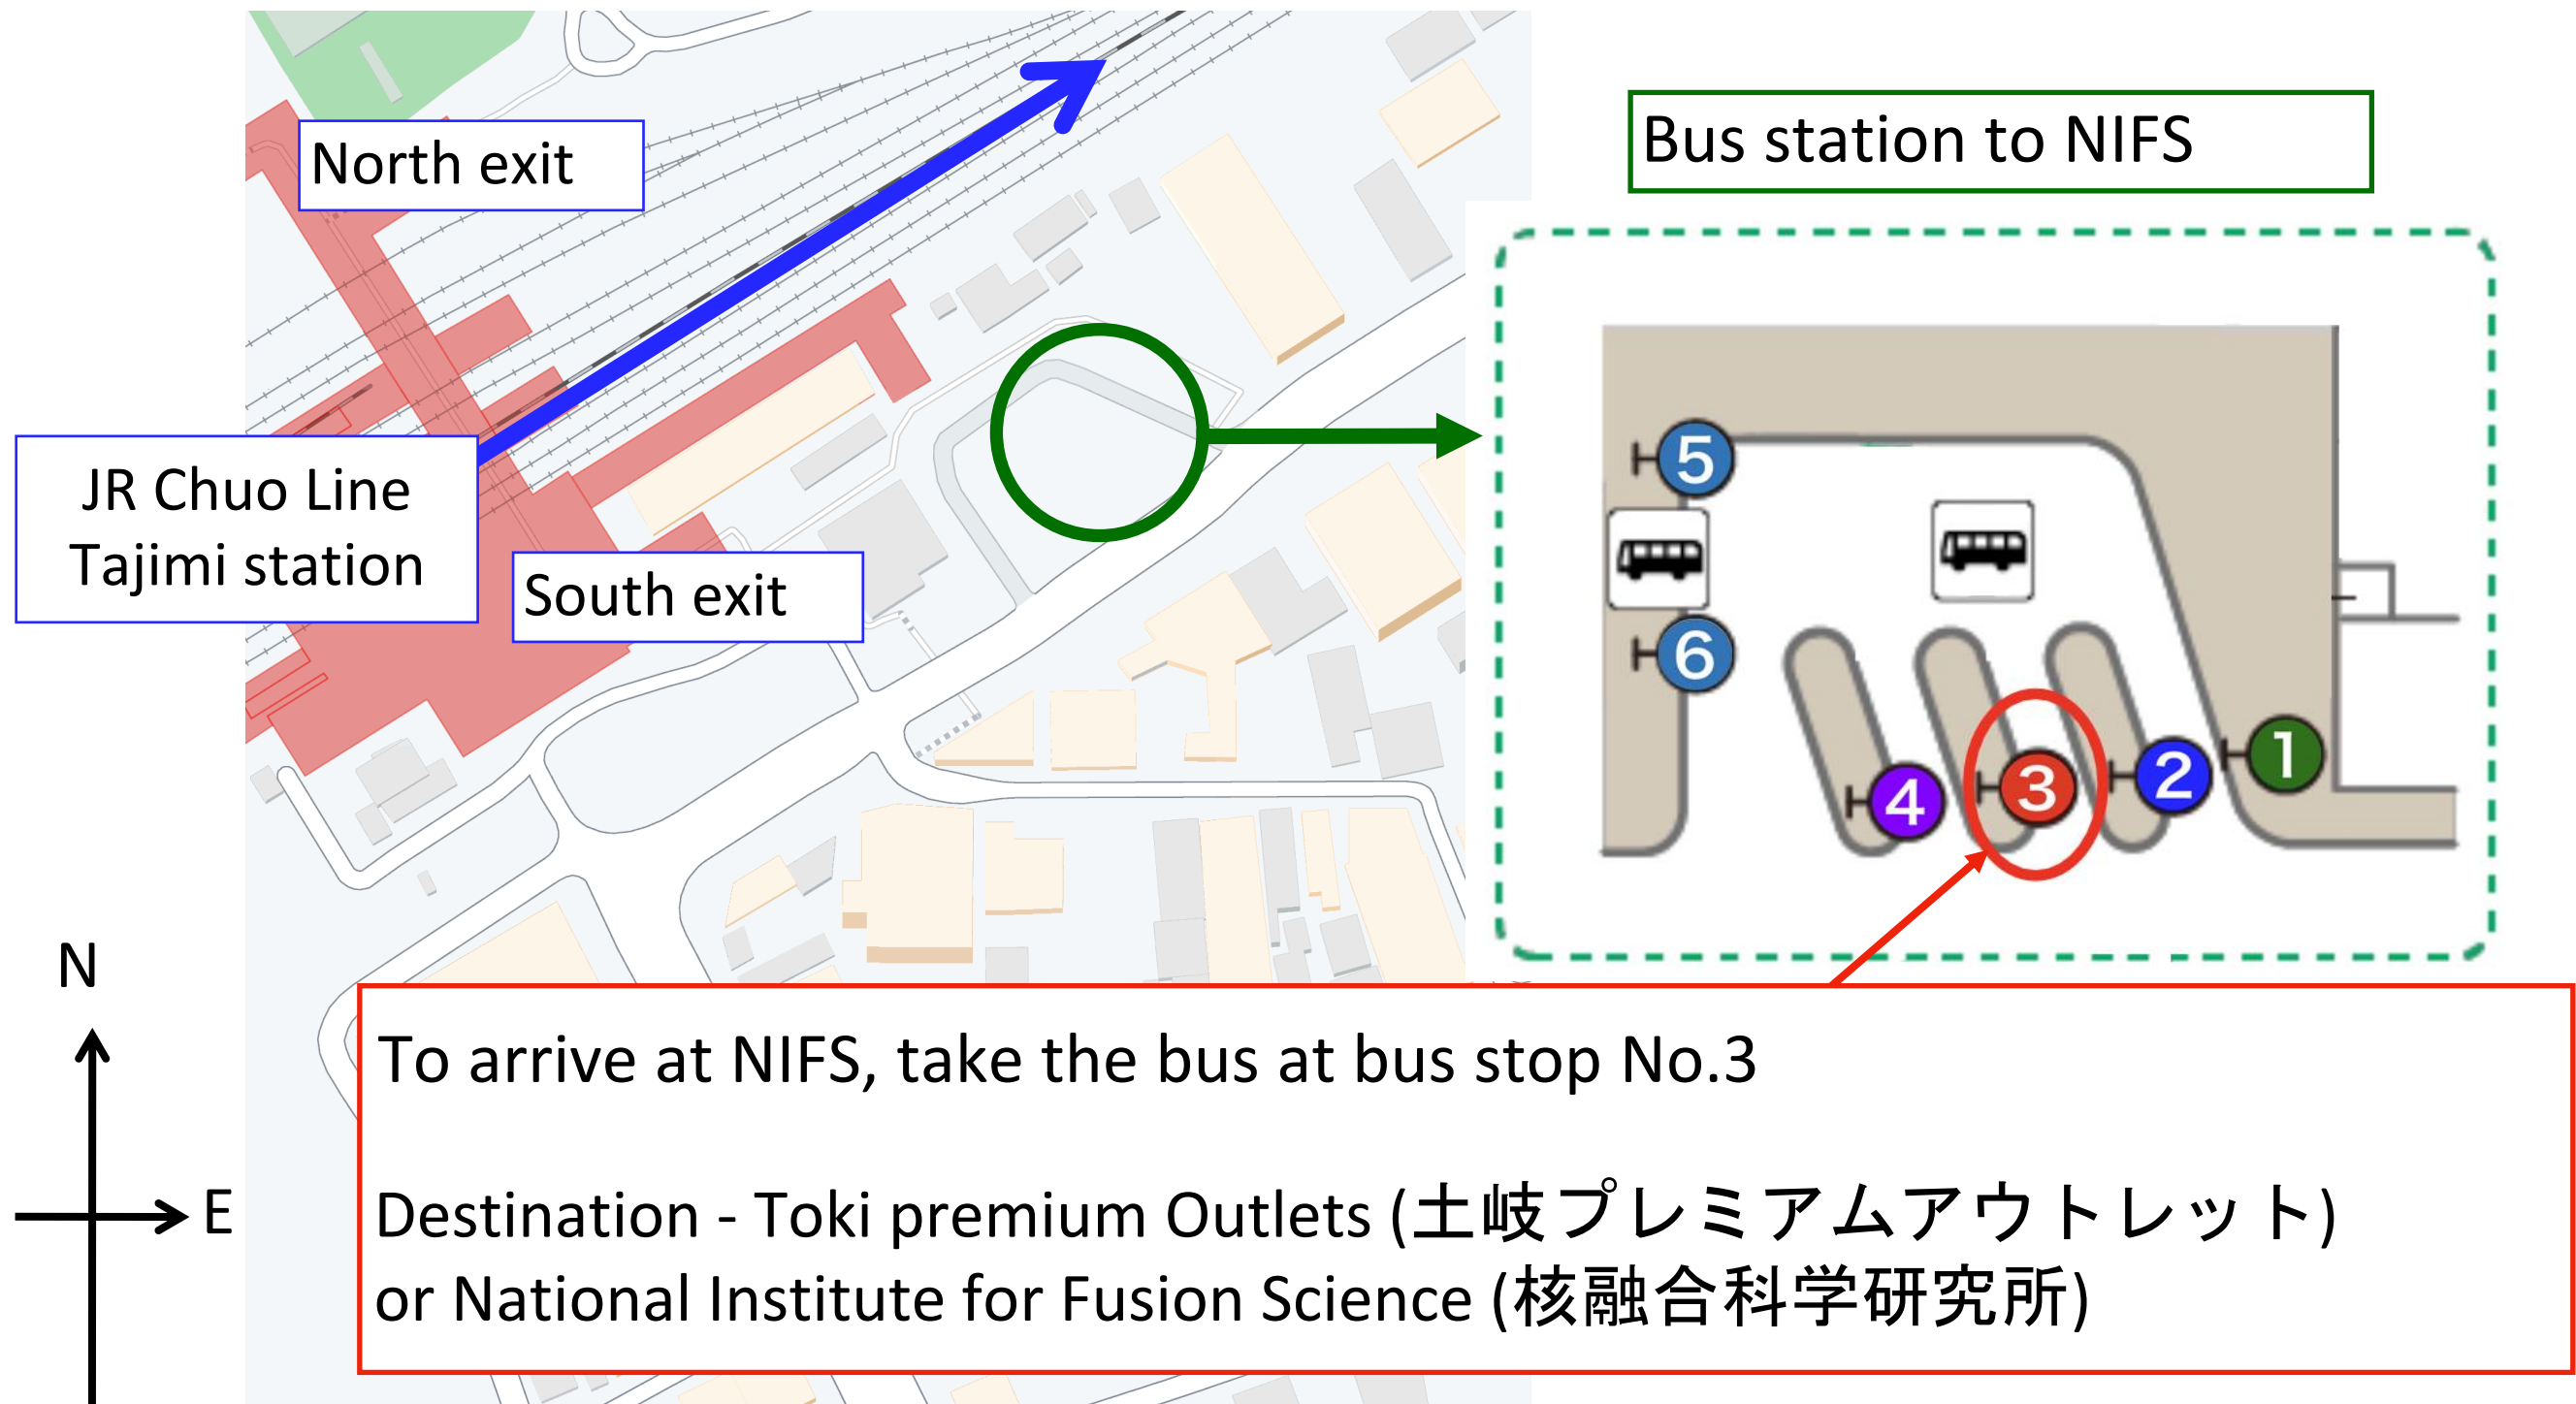 North exit
Bus station to NIFS
JR Chuo Line
Tajimi station
South exit
5
6
4
3
2
1
N
E
To arrive at NIFS, take the bus at bus stop No.3
Destination - Toki premium Outlets (土岐プレミアムアウトレット)
or National Institute for Fusion Science (核融合科学研究所)